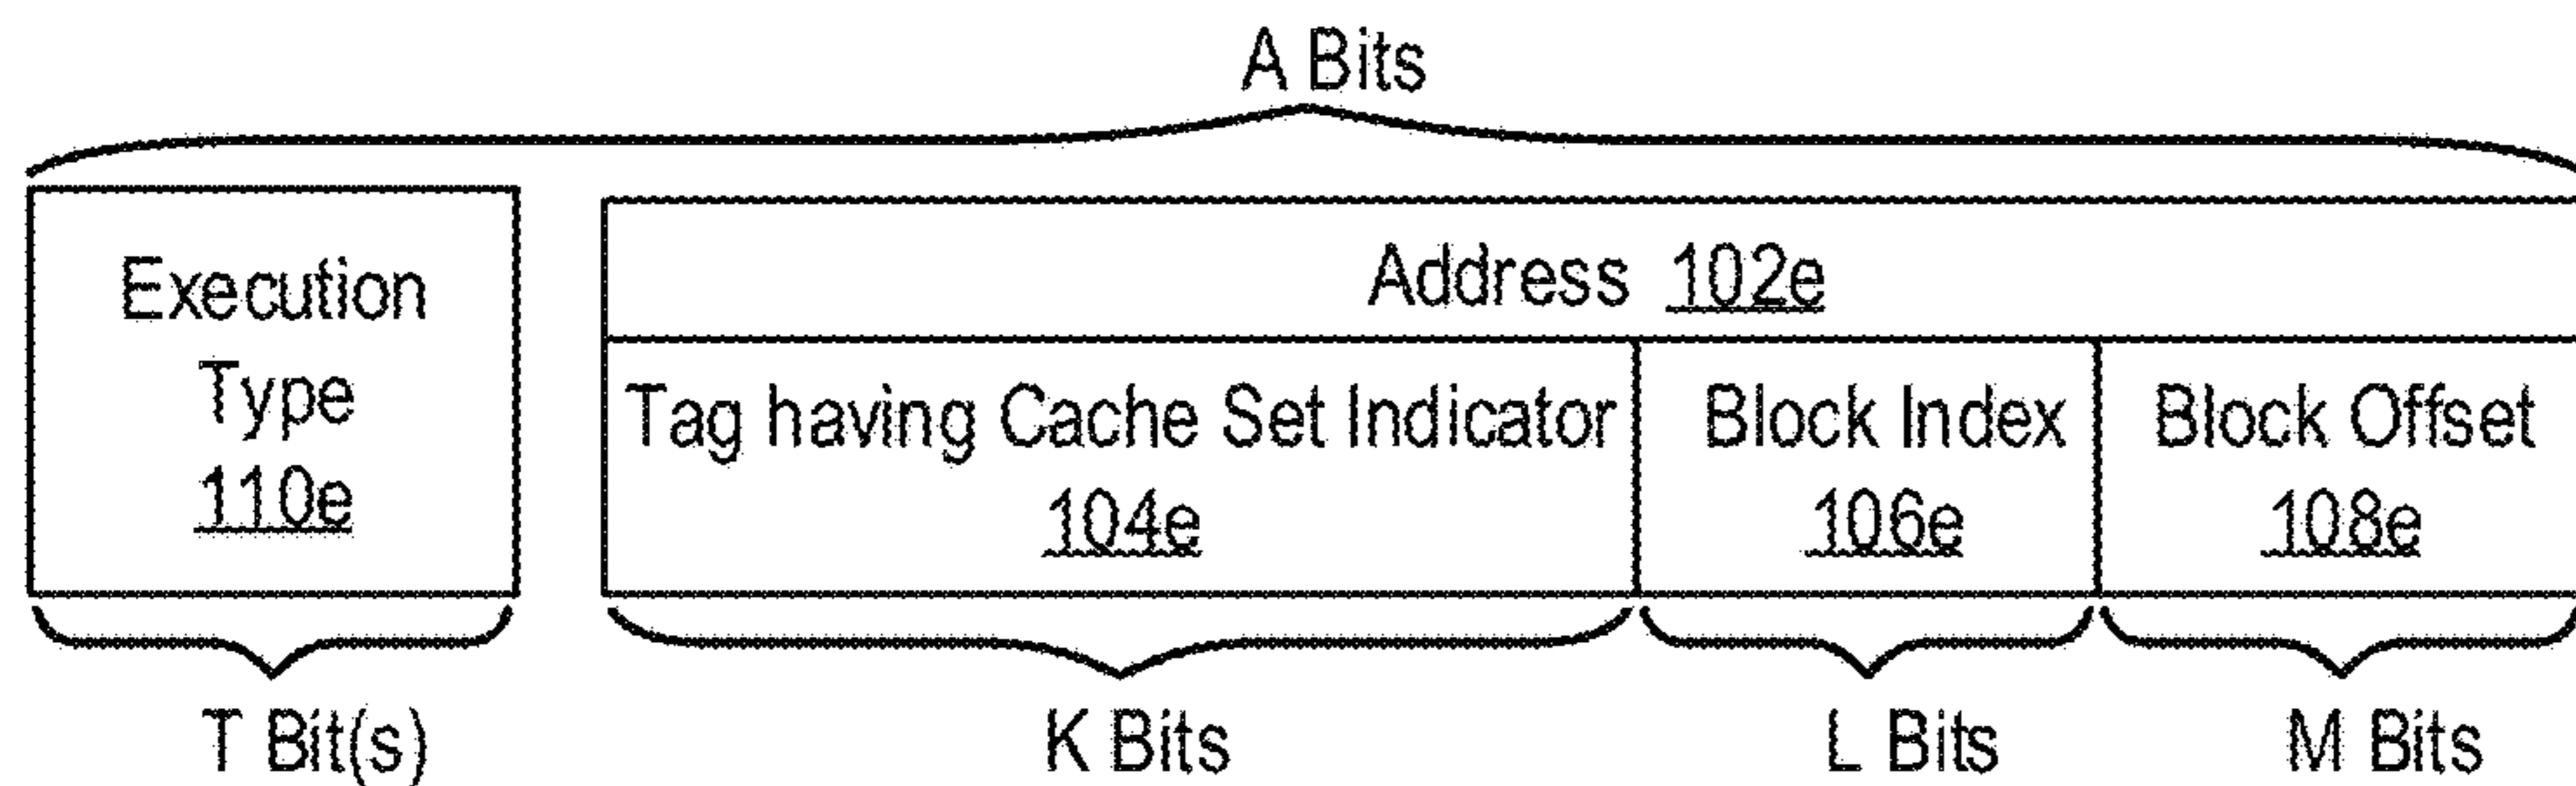 A Bits
Execution
Type
110e
Address 102e
Tag having Cache Set Indicator
104e
Block Index
106e
Block Offset
108e
T Bit(s)
K Bits
L Bits
M Bits